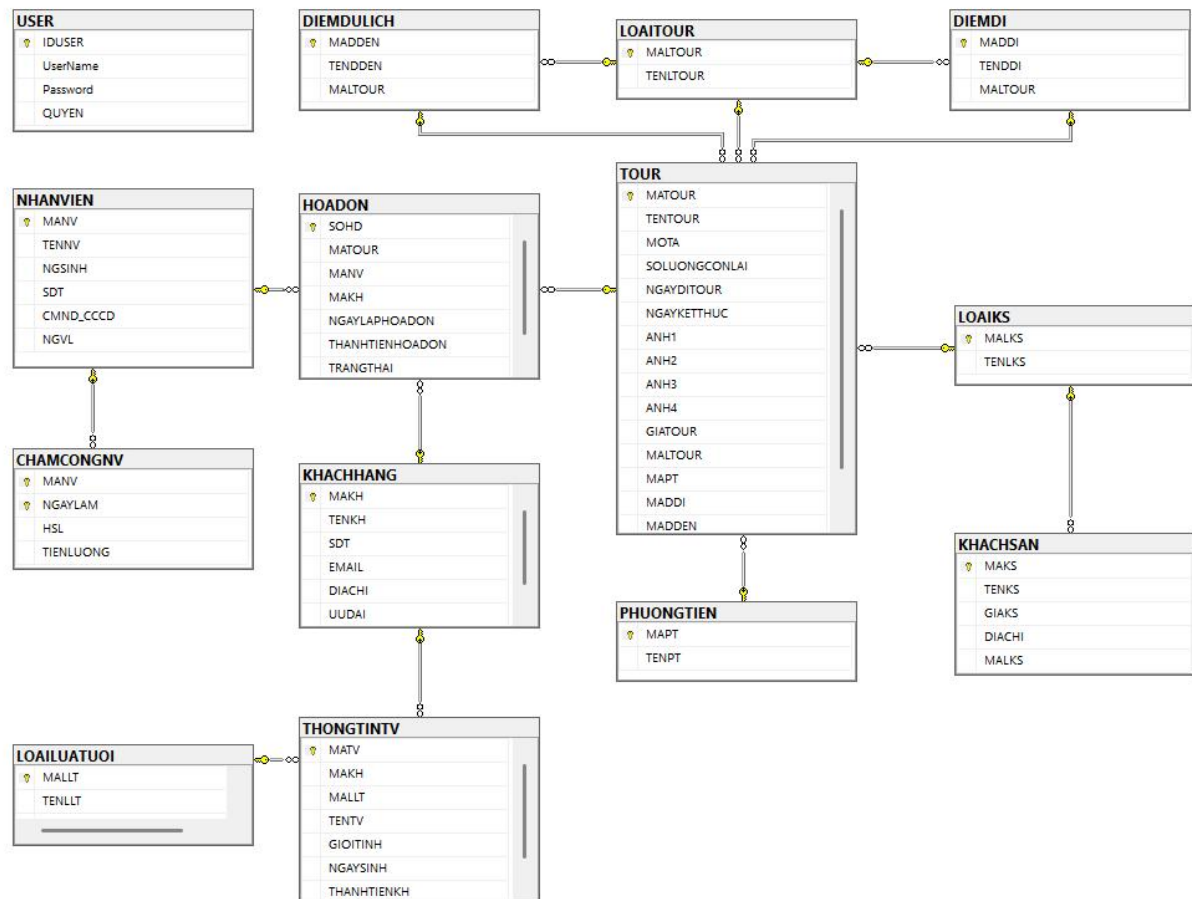 USER
IDUSER
UserName
Password
QUYEN
DIEMDULICH
MADDEN
TENDDEN
MALTOUR
LOAITOUR
MALTOUR
TENLTOUR
DIEMDI
MADDI
TENDDI
MALTOUR
NHANVIEN
MANV
TENNV
NGSINH
SDT
CMND_CCCD
NGVL
HOADON
SOHD
MATOUR
MANV
MAKH
NGAYLAPHOADON
THANHTIENHOADON
TRANGTHAI
TOUR
MATOUR
TENTOUR
MOTA
SOLUONGCONLAI
NGAYDITOUR
NGAYKETTHUC
ANH1
ANH2
ANH3
ANH4
GIATOUR
MALTOUR
MAPT
MADDI
MADDEN
LOAIKS
MALKS
TENLKS
CHAMCONGNV
MANV
NGAYLAM
HSL
TIENLUONG
KHACHHANG
MAKH
TENKH
SDT
EMAIL
DIACHI
UUDAI
KHACHSAN
MAKS
TENKS
GIAKS
DIACHI
MALKS
PHUONGTIEN
MAPT
TENPT
LOAILUATUOI
MALLT
TENLLT
THONGTINTV
MATV
MAKH
MALLT
TENTV
GIOITINH
NGAYSINH
THANHTIENKH